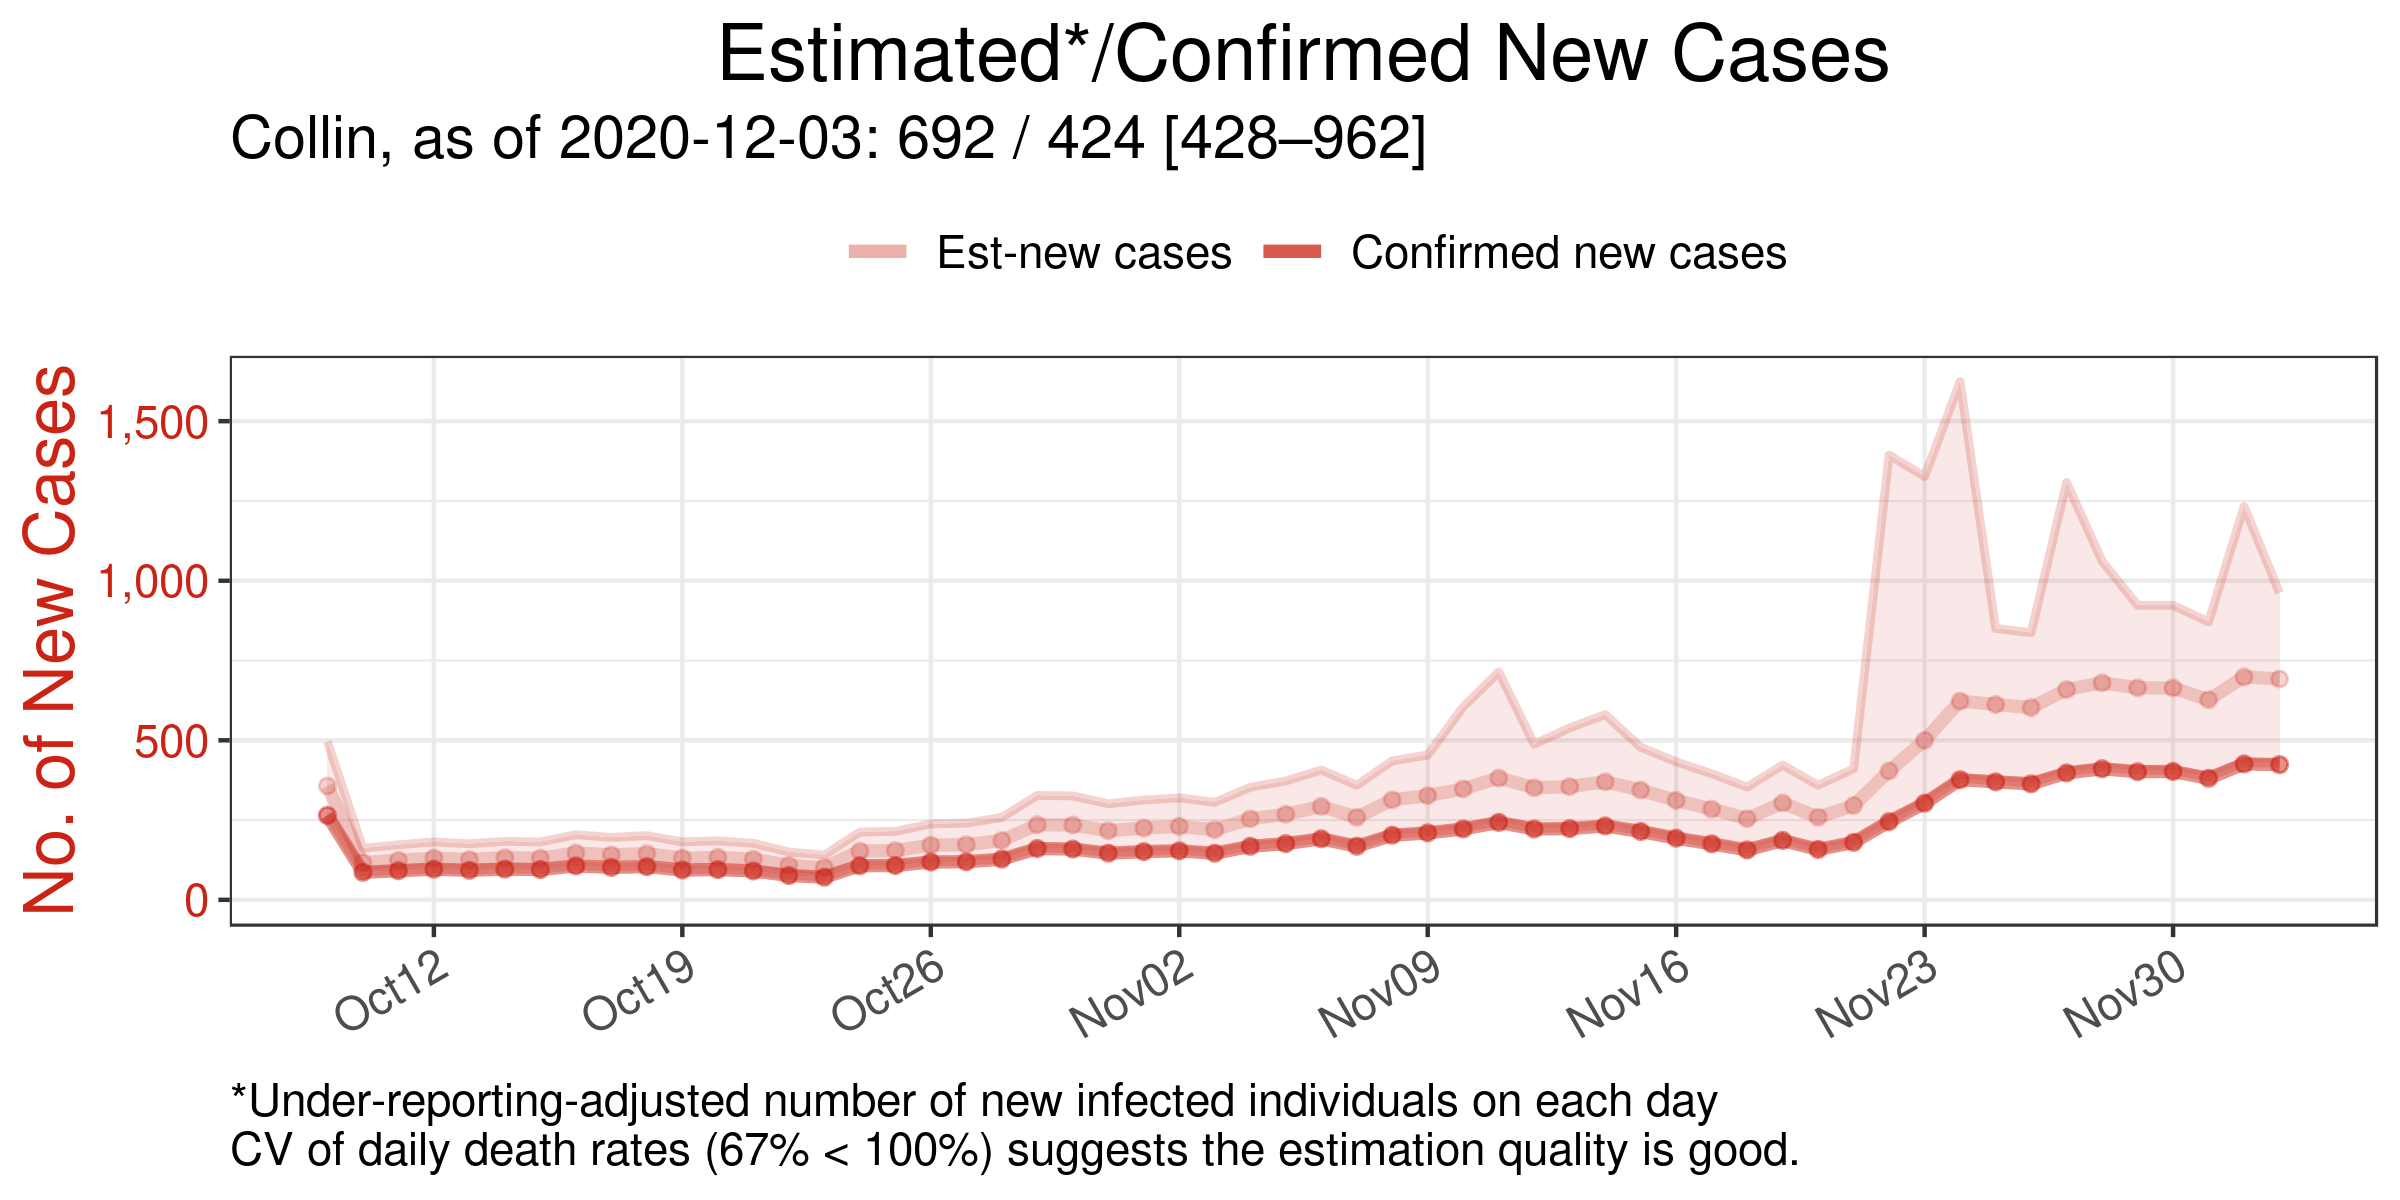 Estimated*/Confirmed New Cases
Collin, as of 2020-12-03: 692 / 424 [428–962]
Est-new cases Confirmed new cases
No. of New Cases
1,500
1,000
500
0
Oct12 Oct19 Oct26 Nov02 Nov09 Nov16 Nov23 Nov30
*Under-reporting-adjusted number of new infected individuals on each day
CV of daily death rates (67% < 100%) suggests the estimation quality is good.